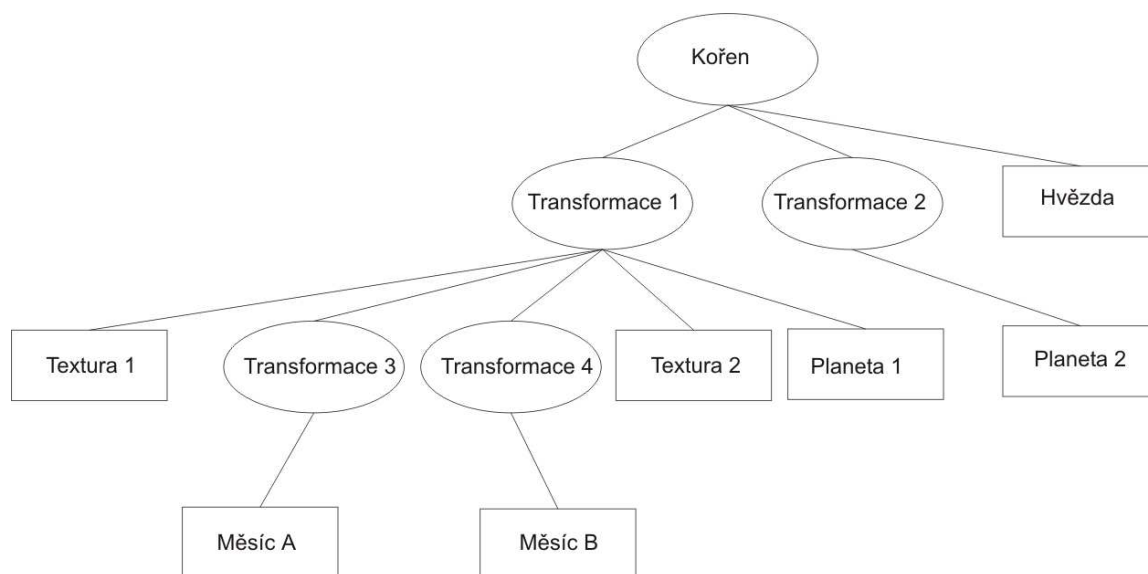 Kořen
Transformace 1
Transformace 2
Hvězda
Textura 1
Transformace 3
Transformace 4
Textura 2
Planeta 1
Planeta 2
Měsíc A
Měsíc B